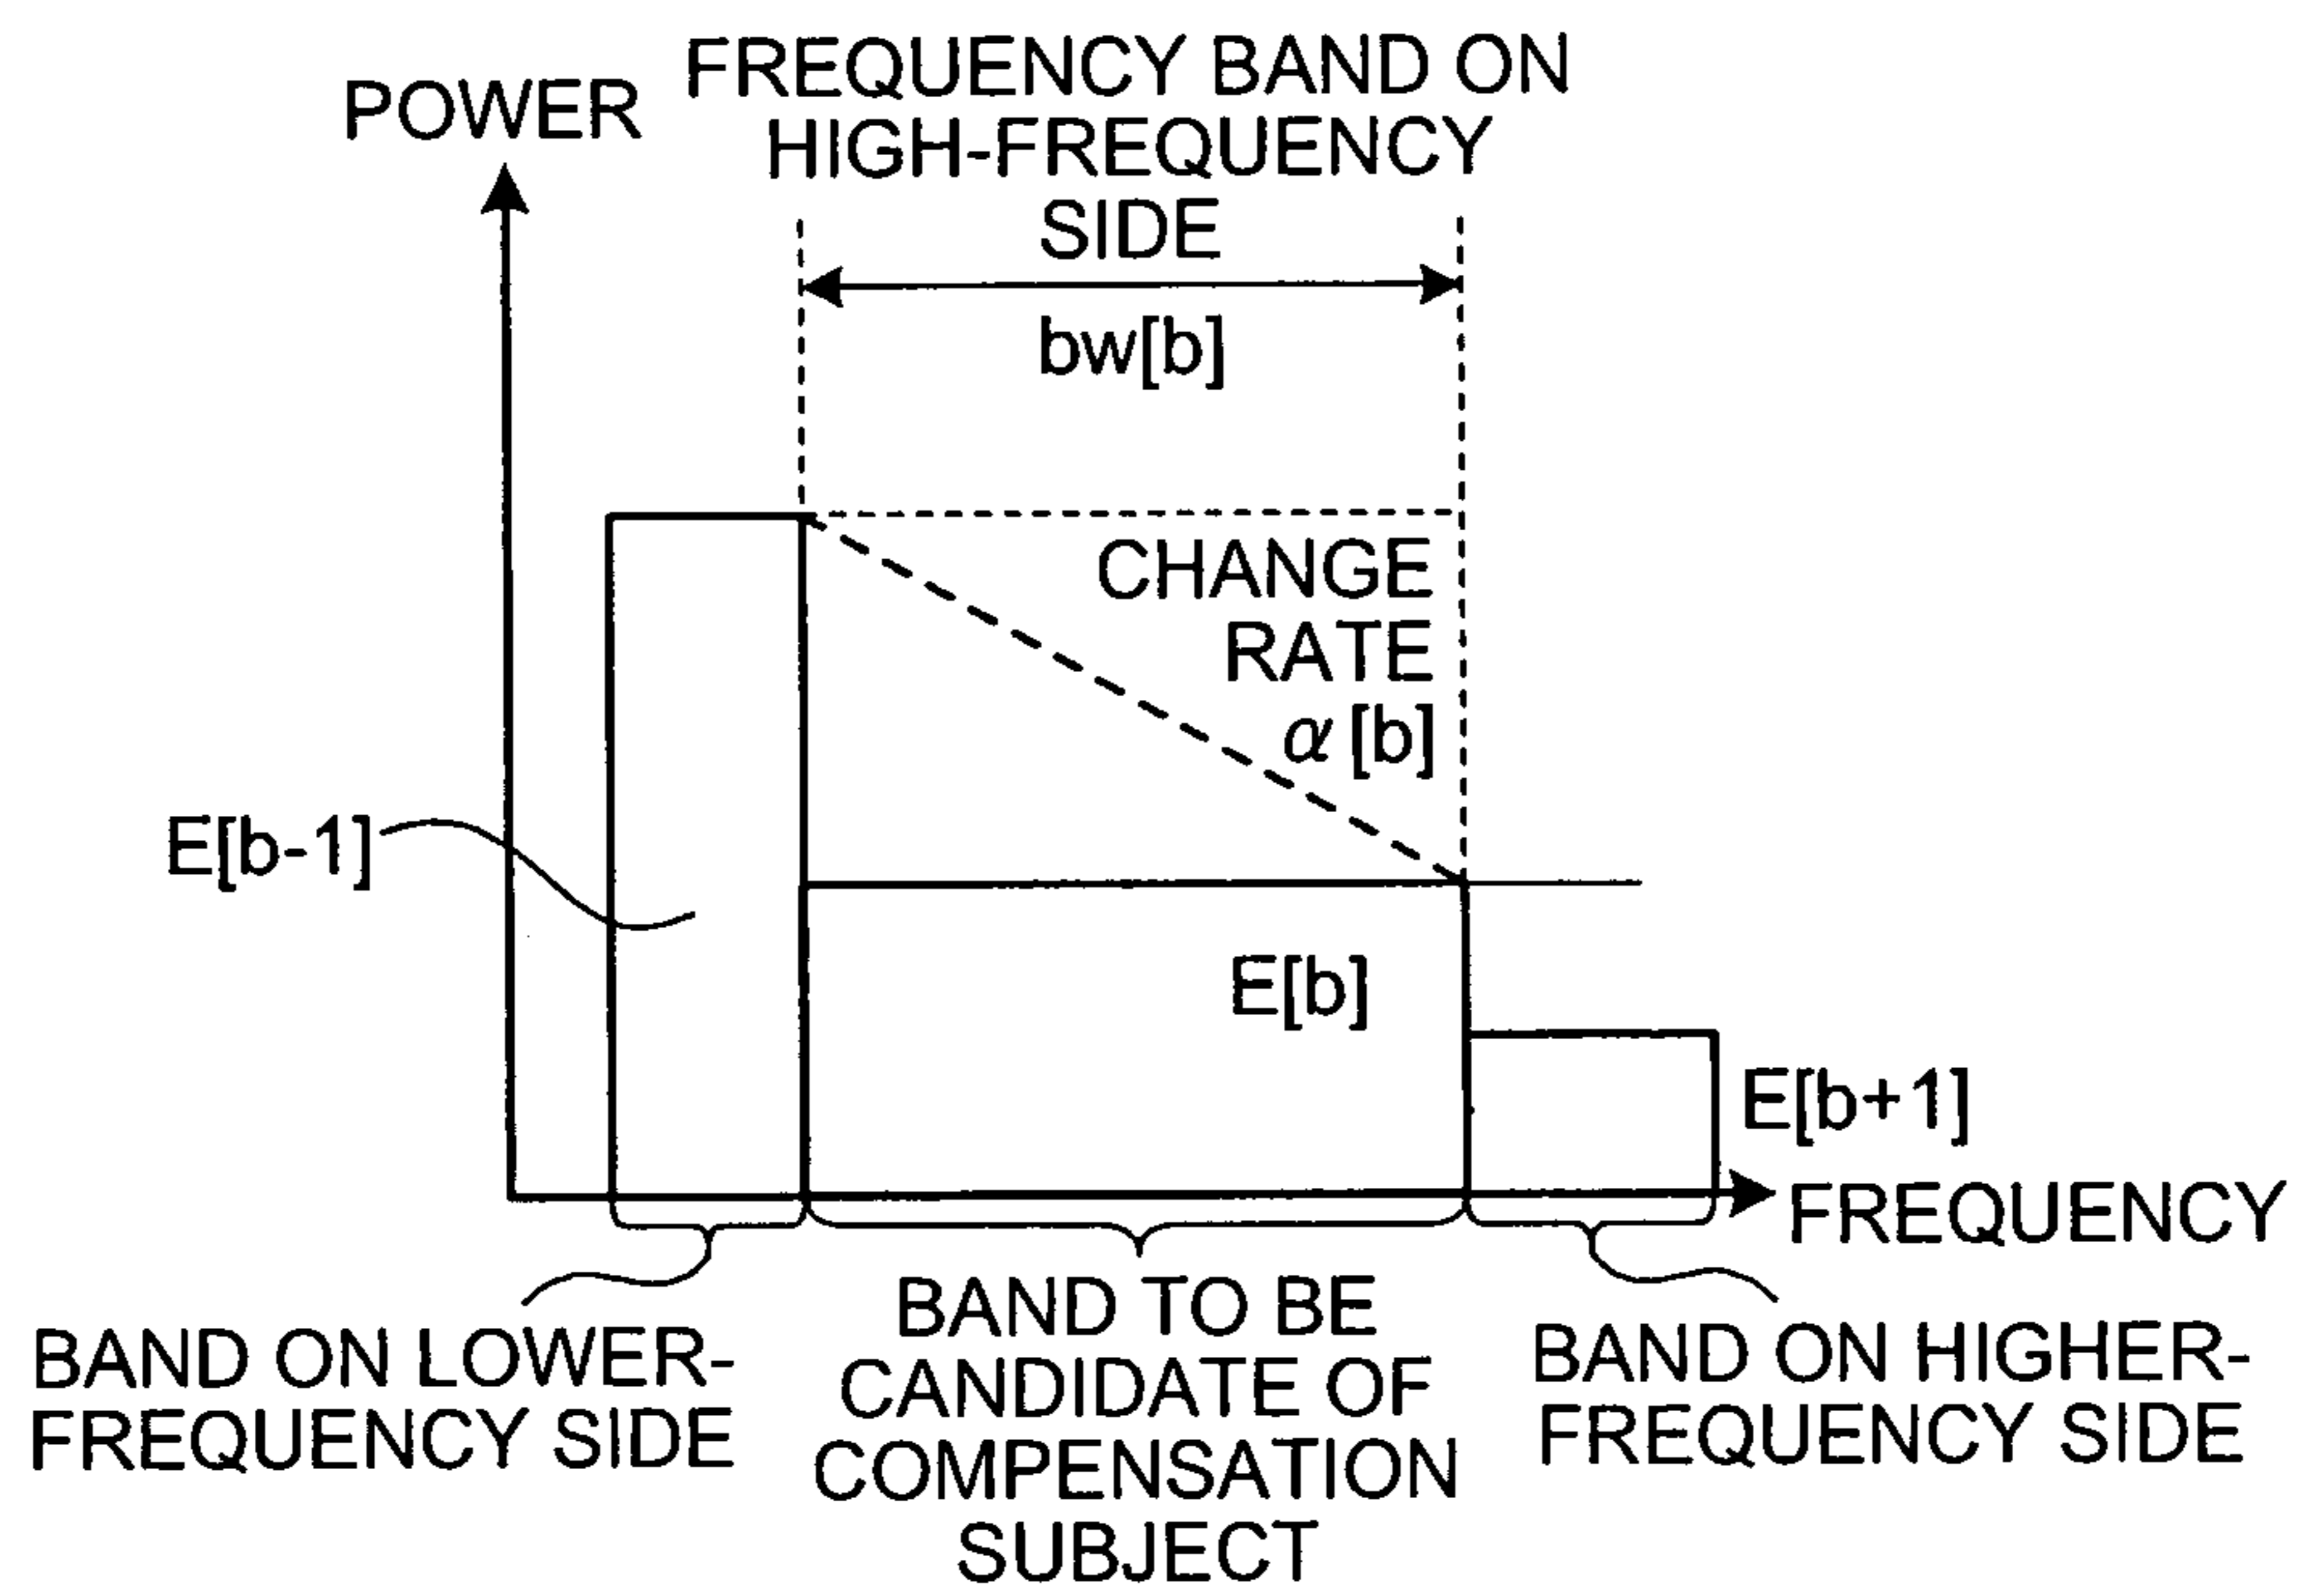 POWER
FREQUENCY BAND ON
HIGH-FREQUENCY
SIDE
bw[b]
CHANGE
RATE
α [b]
E[b-1]
E[b]
E[b+1]
FREQUENCY
BAND ON LOWER-
FREQUENCY SIDE
BAND TO BE
CANDIDATE OF
COMPENSATION
SUBJECT
BAND ON HIGHER-
FREQUENCY SIDE